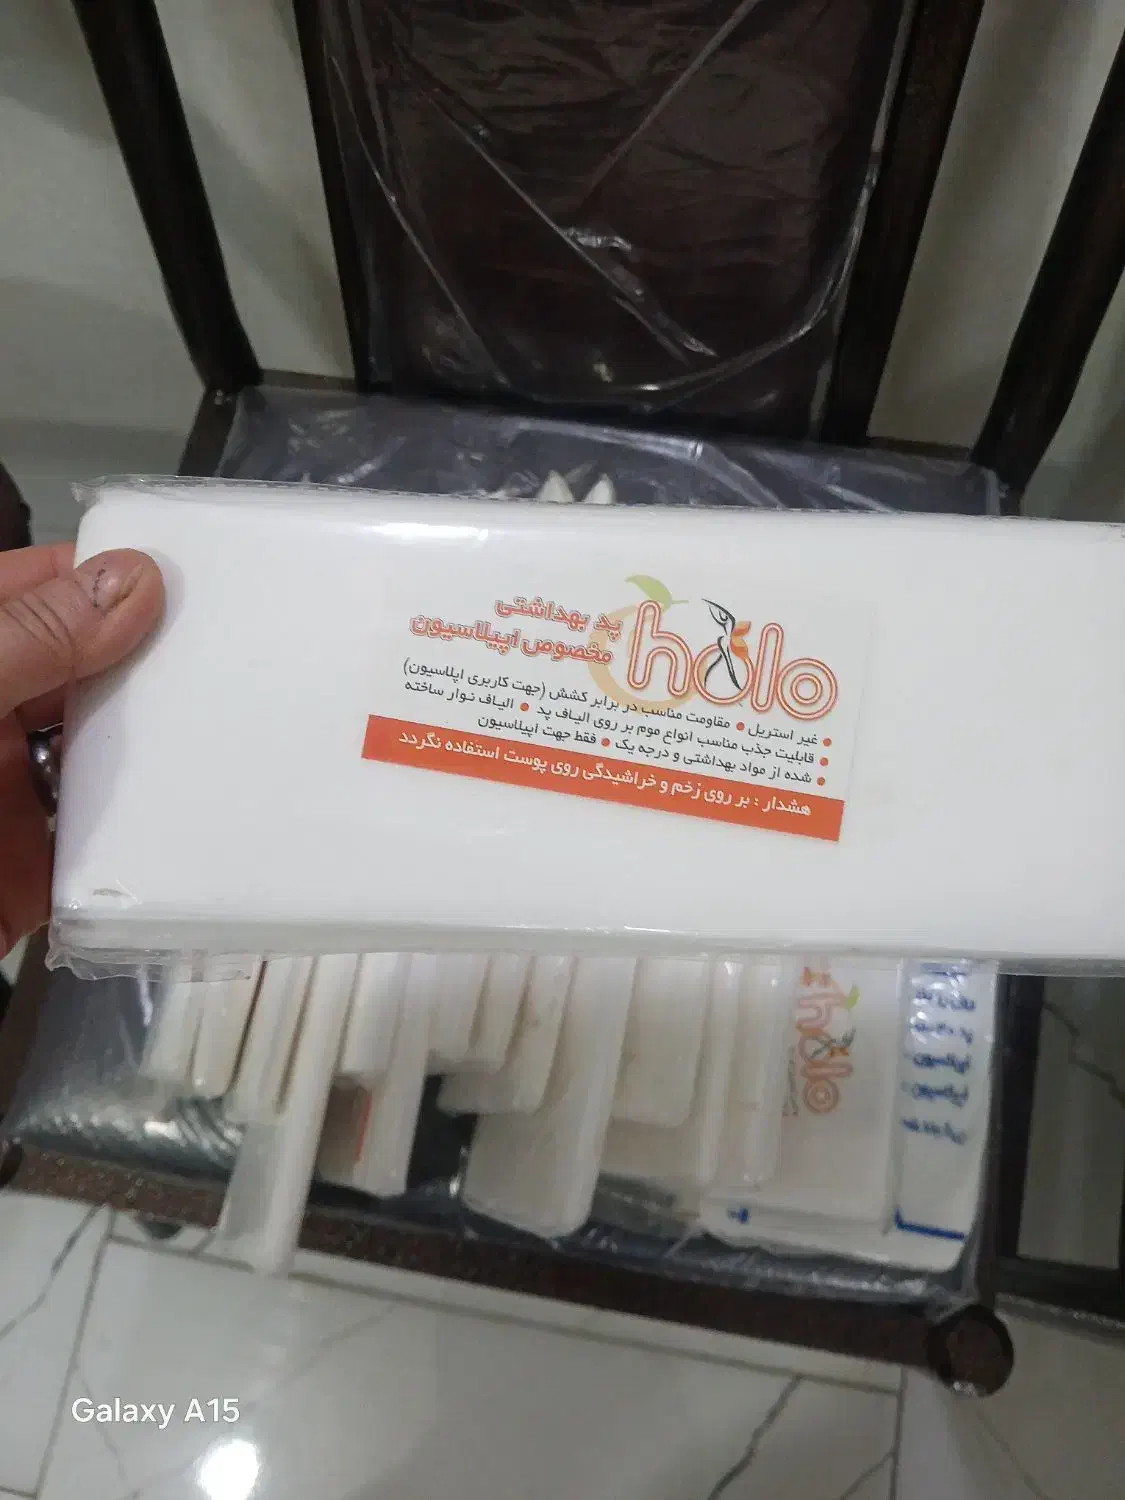 پد بهداشتی
مخصوص اپیلاسیون
holo
● غیر استریل ● مقاومت مناسب در برابر کشش (جهت کاربری اپلاسیون)
● قابلیت جذب مناسب انواع موم بر روی الیاف پد ● الیاف نوار ساخته
● شده از مواد بهداشتی و درجه یک ● فقط جهت اپیلاسیون
هشدار : بر روی زخم و خراشیدگی روی پوست استفاده نگردد
holo
Galaxy A15